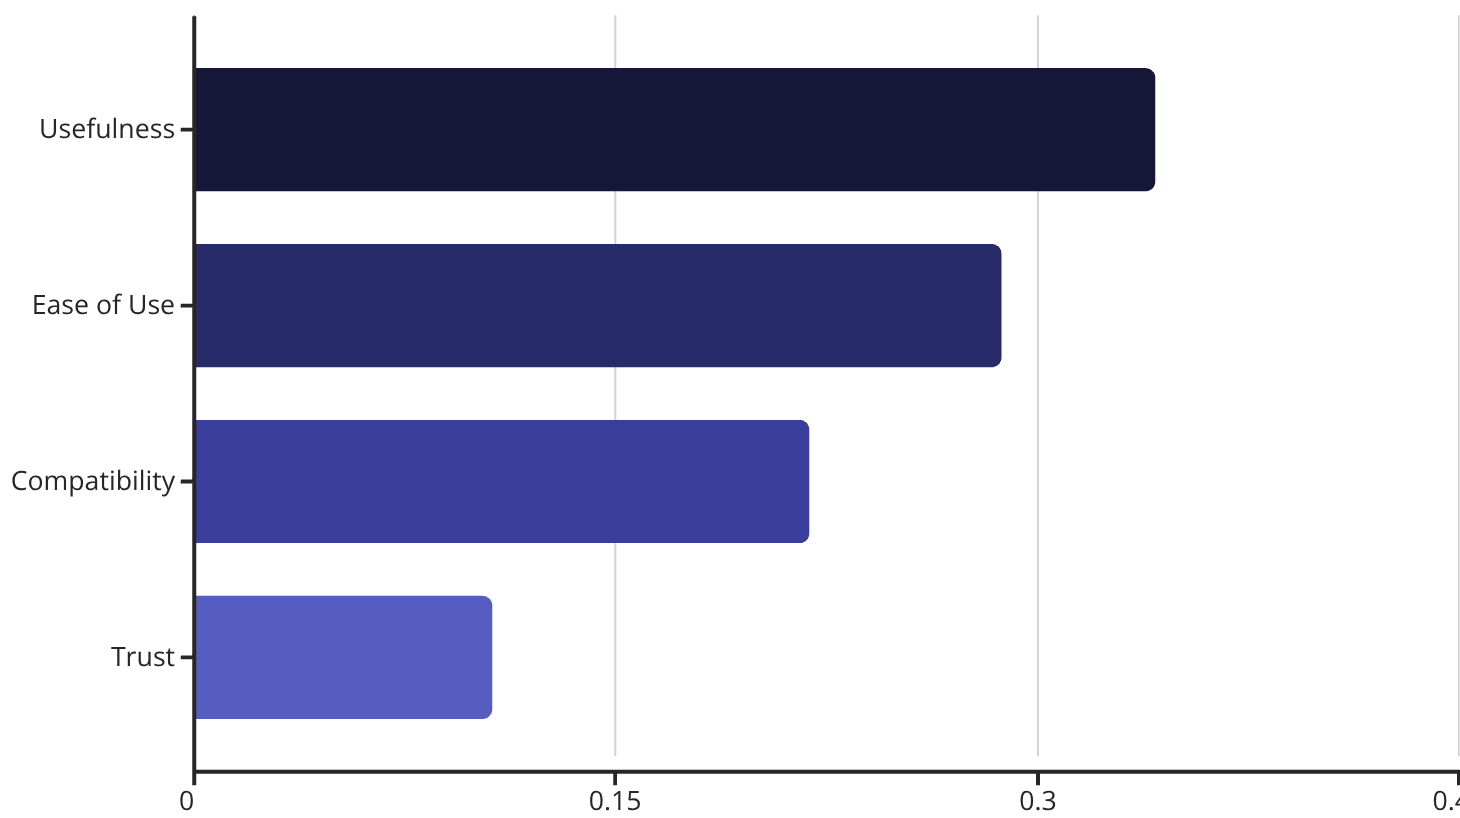 Usefulness
Ease of Use
Compatibility
Trust
0 0.15 0.3